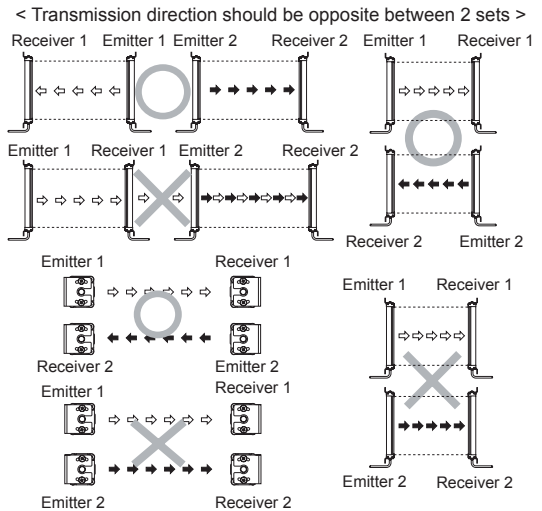 < Transmission direction should be opposite between 2 sets >
Receiver 1 Emitter 1 Emitter 2 Receiver 2 Emitter 1 Receiver 1
Emitter 1 Receiver 1 Emitter 2 Receiver 2
Receiver 2 Emitter 2
Emitter 1 Receiver 1
Emitter 1 Receiver 1
Receiver 2 Emitter 2
Emitter 1 Receiver 1
Emitter 2 Receiver 2
Emitter 2 Receiver 2